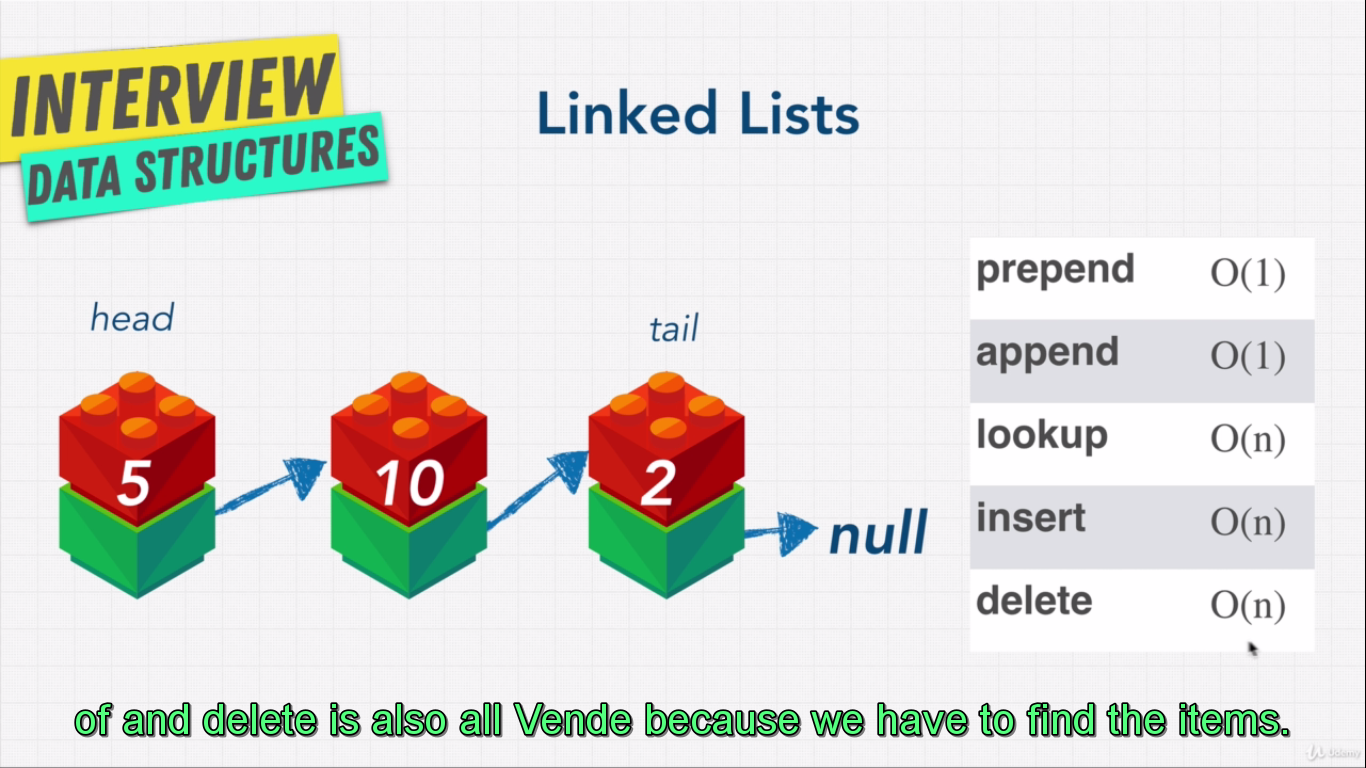 INTERVIEW
DATA STRUCTURES
Linked Lists
head
tail
5
10
2
null
prepend O(1)
append O(1)
lookup O(n)
insert O(n)
delete O(n)
of and delete is also all Vende because we have to find the items.
Udemy